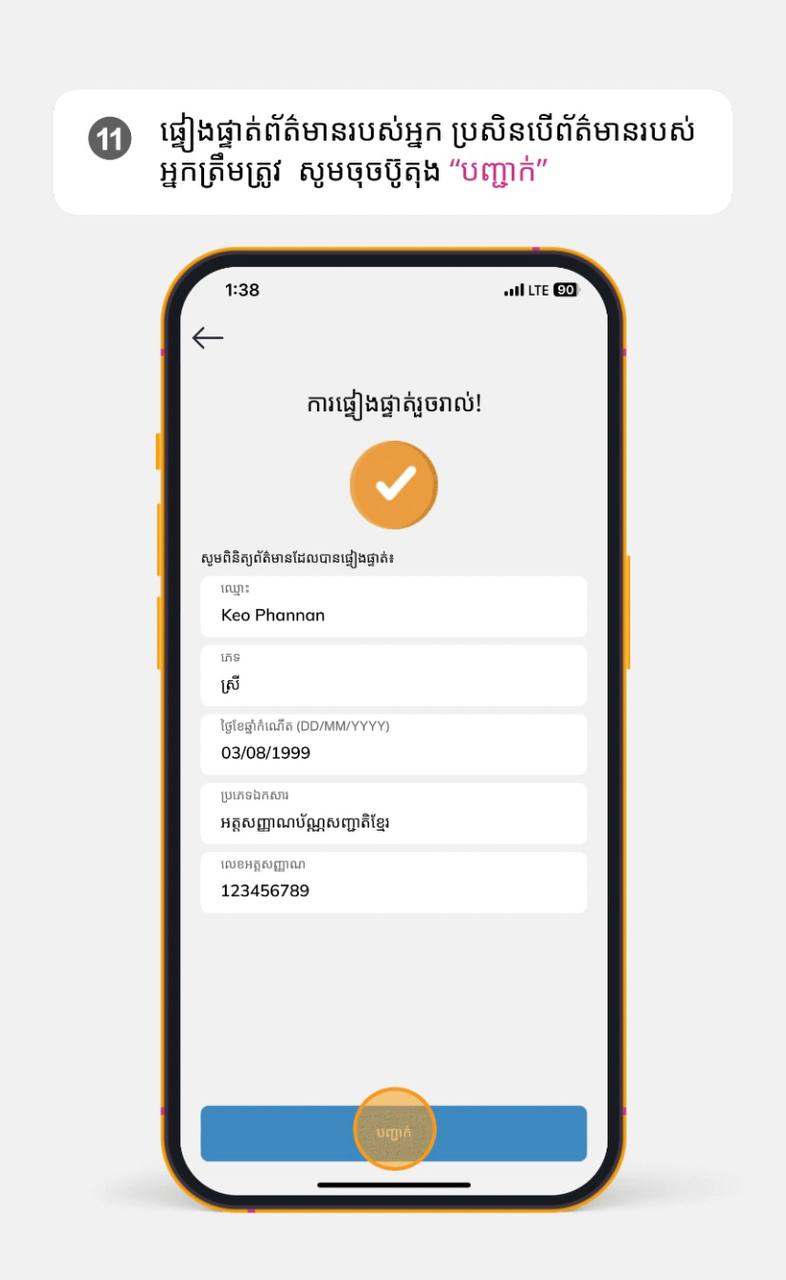 11
ផ្ទៀងផ្ទាត់ព័ត៌មានរបស់អ្នក ប្រសិនបើព័ត៌មានរបស់
អ្នកត្រឹមត្រូវ សូមចុចប៊ូតុង “បញ្ជាក់”
1:38 LTE 90
ការផ្ទៀងផ្ទាត់រួចរាល់!
សូមពិនិត្យព័ត៌មានដែលបានផ្ទៀងផ្ទាត់៖
ឈ្មោះ
Keo Phannan
ភេទ
ស្រី
ថ្ងៃខែឆ្នាំកំណើត (DD/MM/YYYY)
03/08/1999
ប្រភេទឯកសារ
អត្តសញ្ញាណប័ណ្ណសញ្ជាតិខ្មែរ
លេខអត្តសញ្ញាណ
123456789
បញ្ជាក់